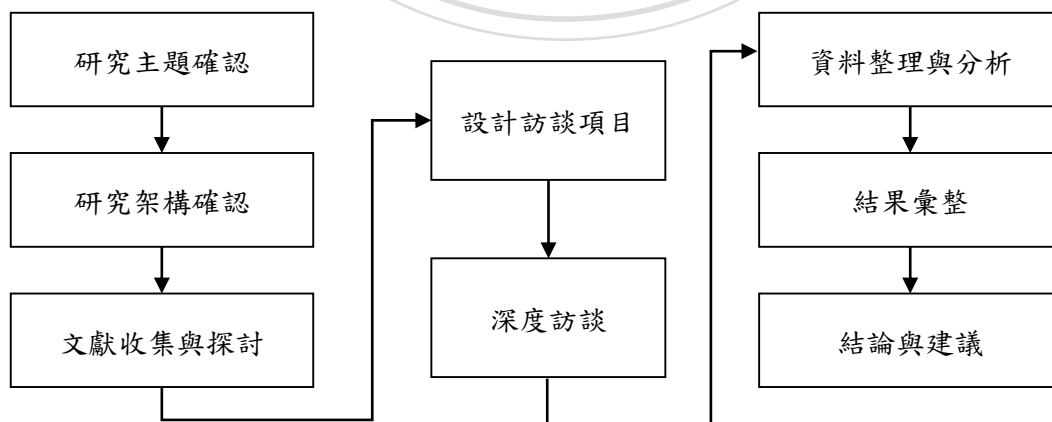 研究主題確認
研究架構確認
文獻收集與探討
設計訪談項目
深度訪談
資料整理與分析
結果彙整
結論與建議